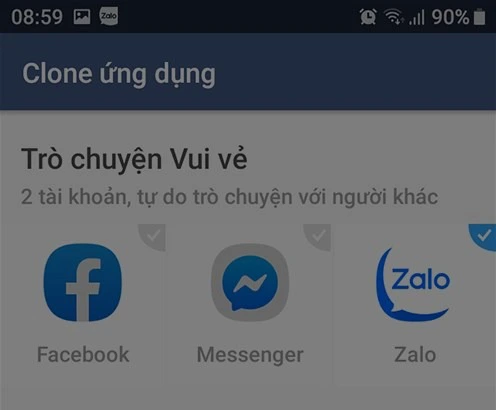 08:59 Zalo 90%
Clone ứng dụng
Trò chuyện Vui vẻ
2 tài khoản, tự do trò chuyện với người khác
Zalo
Facebook Messenger Zalo